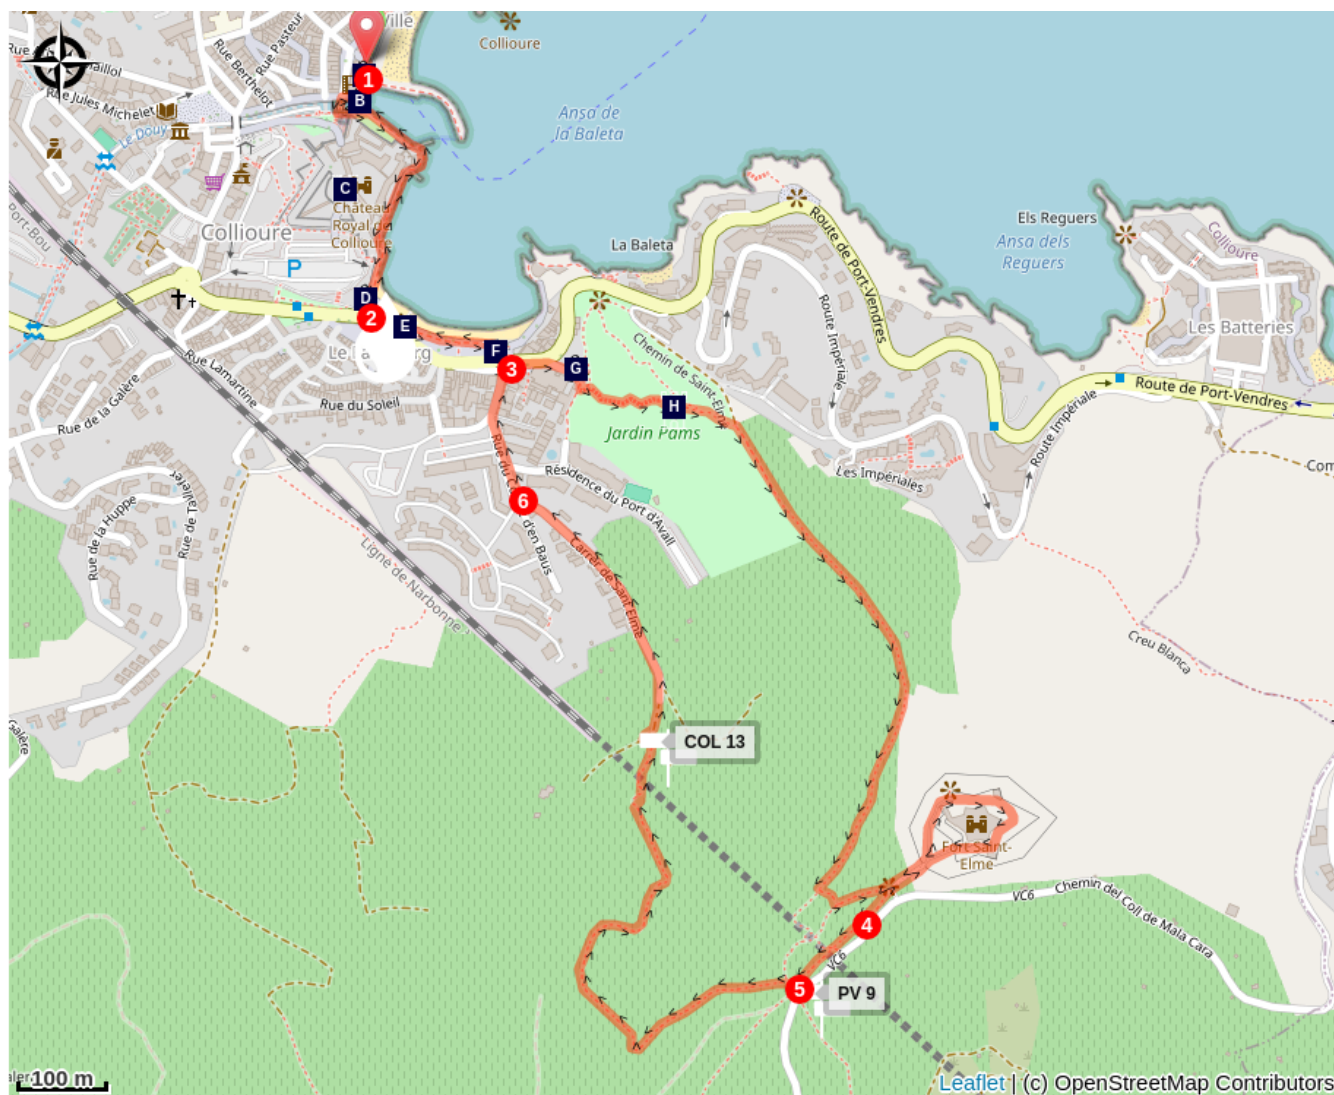 Ville
Collioure
Rue Pasteur
Rue Berthelot
Rue Jules Michelet
Le Douy
1
B
Ansa de
la Baleta
C
Château
Royal de
Collioure
Collioure
Port-Bou
P
La Baleta
Els Reguers
Ansa dels
Reguers
Collioure
Les Batteries
Route de Port-Vendres
D
2
E
F
3
G
H
Rue Lamartine
Rue de la Galère
Rue du Soleil
Chemin de Saint-Elme
Jardin Pams
Route Impériale
Route de Port-Vendres
Route Impériale
Les Impériales
Com
Résidence du Port d'Avall
6
d'en Baus
Carrer de Sant Elme
Rue de la Huppe
Rue de Tallerer
Ligne de Narbonne
Creu Blanca
Galère
COL 13
Fort Saint-
Elme
4
VC6
VC6
Chemin del Coll de Mala Cara
5
PV 9
100 m
Leaflet | (c) OpenStreetMap Contributors